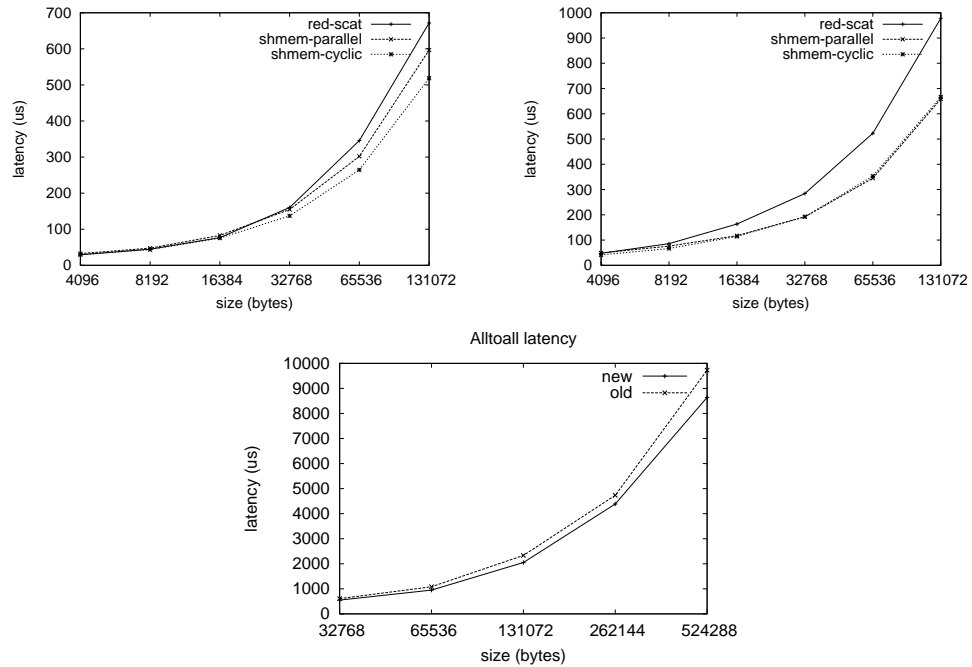 700
600
500
400
300
200
100
0
4096 8192 16384 32768 65536 131072
latency (us)
size (bytes)
red-scat
shmem-parallel
shmem-cyclic
1000
900
800
700
600
500
400
300
200
100
0
4096 8192 16384 32768 65536 131072
latency (us)
size (bytes)
red-scat
shmem-parallel
shmem-cyclic
Alltoall latency
10000
9000
8000
7000
6000
5000
4000
3000
2000
1000
0
32768 65536 131072 262144 524288
latency (us)
size (bytes)
new
old